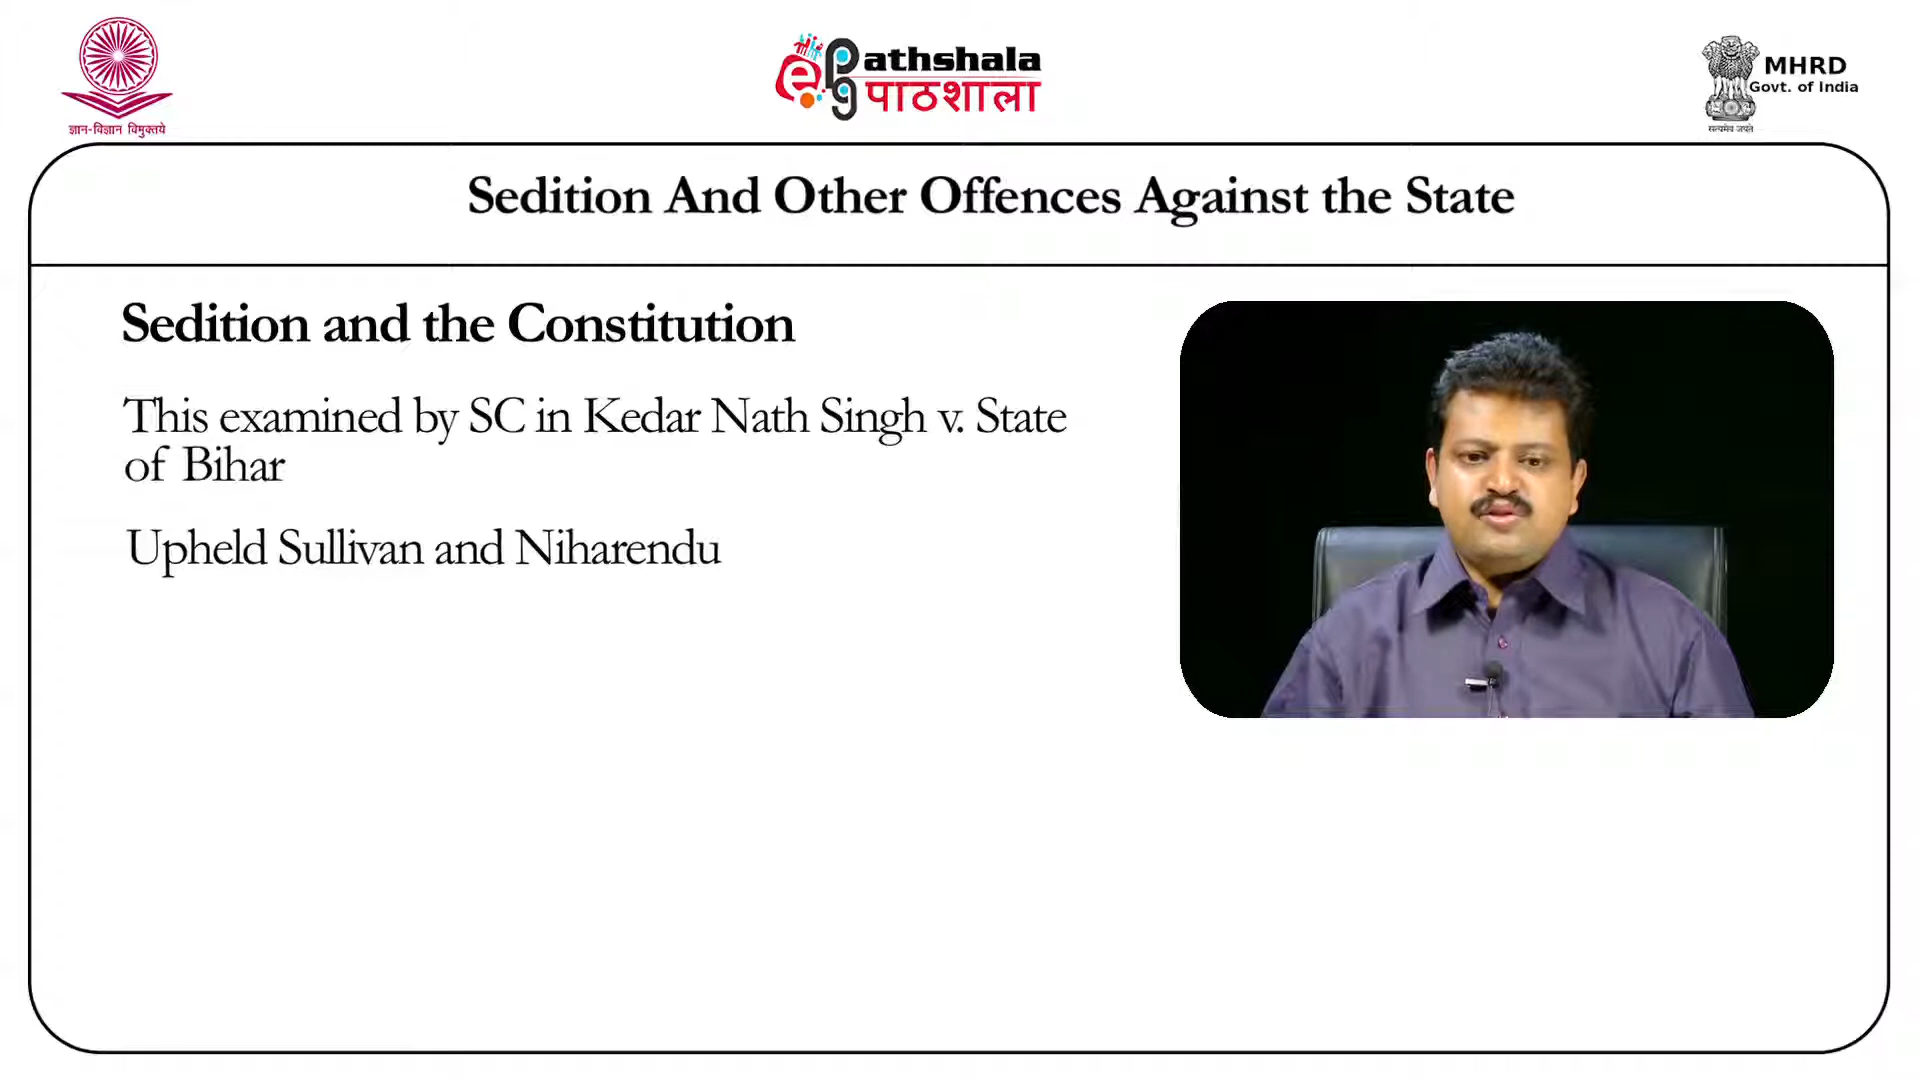 ज्ञान-विज्ञान विमुक्तये
ePathshala
पाठशाला
MHRD
Govt. of India
सत्यमेव जयते
Sedition And Other Offences Against the State
Sedition and the Constitution
This examined by SC in Kedar Nath Singh v. State
of Bihar
Upheld Sullivan and Niharendu